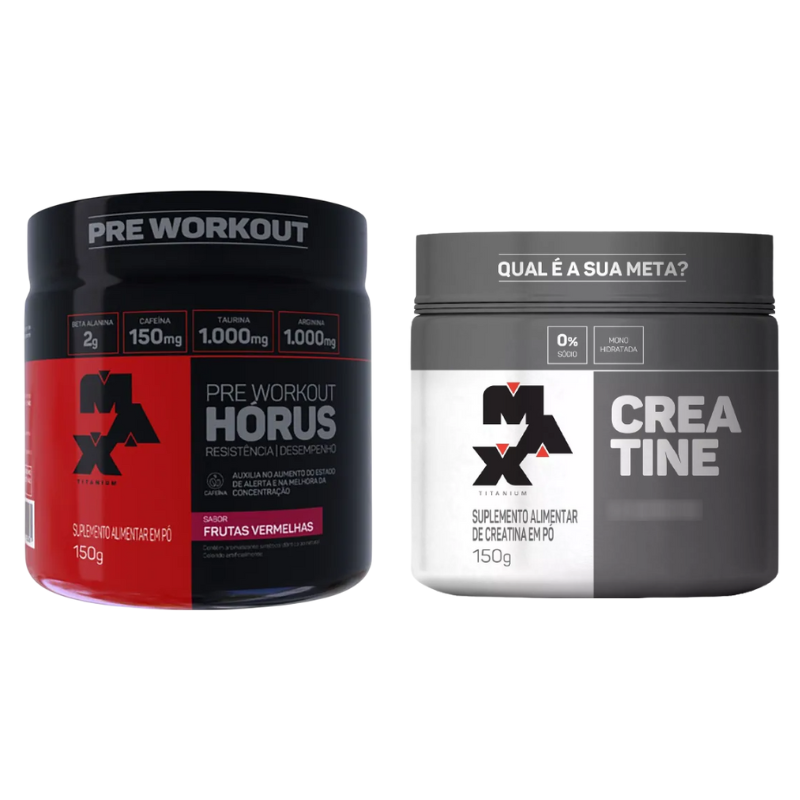 PRE WORKOUT
BETA ALANINA
2g
CAFEÍNA
150mg
TAURINA
1.000mg
ARGININA
1.000mg
MAX
TITANIUM
SUPLEMENTO ALIMENTAR EM PÓ
150g
PRE WORKOUT
HÓRUS
RESISTÊNCIA | DESEMPENHO
CAFEÍNA
AUXILIA NO AUMENTO DO ESTADO
DE ALERTA E NA MELHORA DA
CONCENTRAÇÃO
SABOR
FRUTAS VERMELHAS
QUAL É A SUA META?
0%
SÓDIO
MONO
HIDRATADA
MAX
TITANIUM
SUPLEMENTO ALIMENTAR
DE CREATINA EM PÓ
150g
CREA
TINE